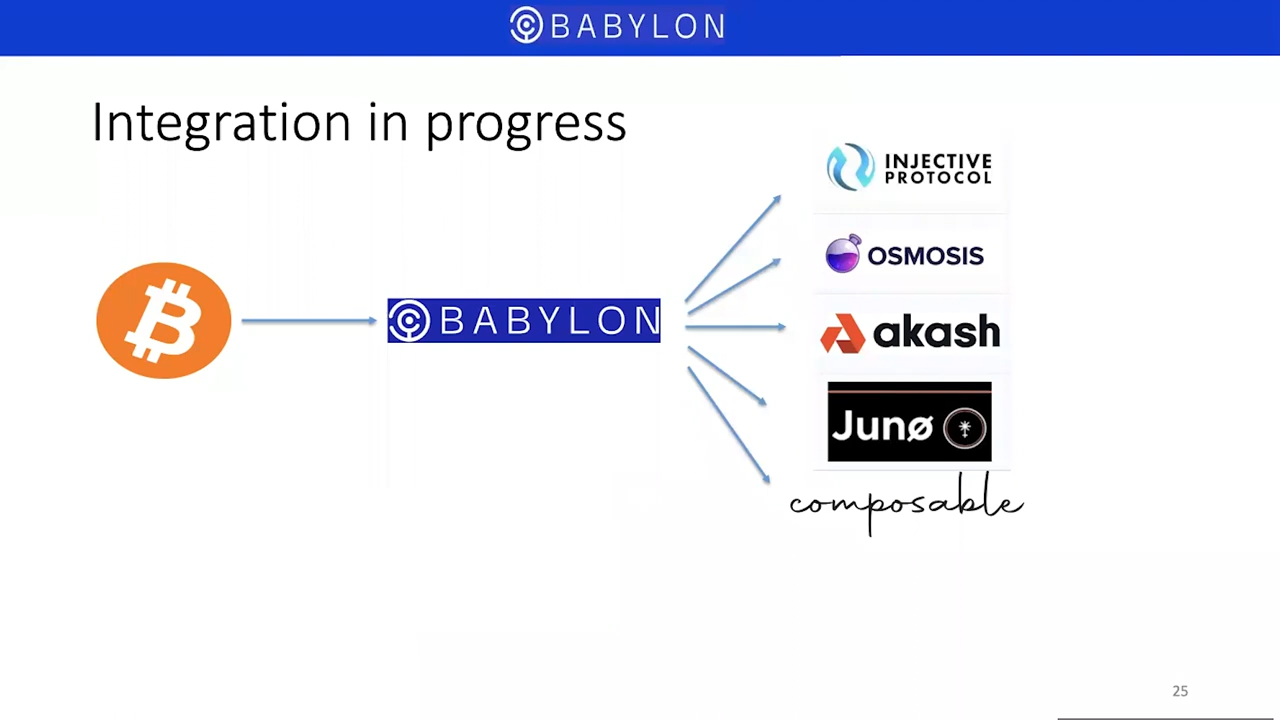 BABYLON
Integration in progress
BABYLON
INJECTIVE
PROTOCOL
OSMOSIS
akash
Junø
composable
25